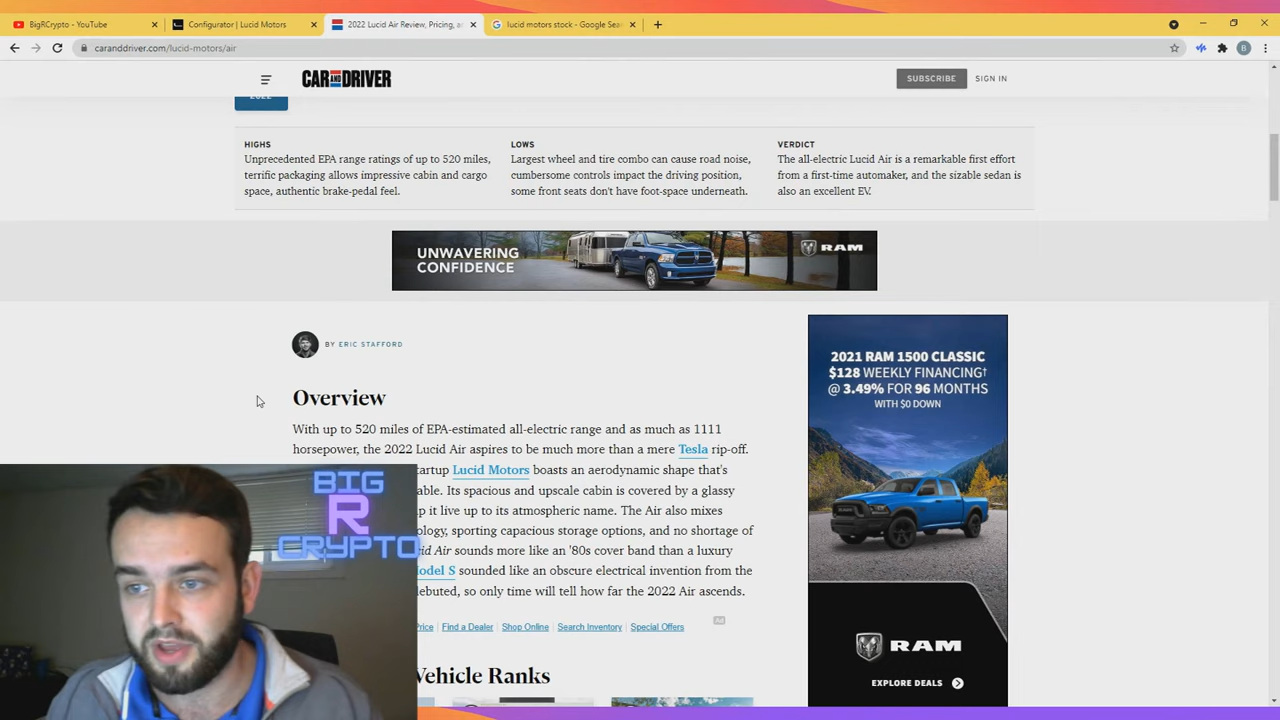 BigRCrypto - YouTube
Configurator | Lucid Motors
2022 Lucid Air Review, Pricing, a
lucid motors stock - Google Sea
caranddriver.com/lucid-motors/air
B
CAR AND DRIVER
SUBSCRIBE
SIGN IN
2022
HIGHS
Unprecedented EPA range ratings of up to 520 miles,
terrific packaging allows impressive cabin and cargo
space, authentic brake-pedal feel.
LOWS
Largest wheel and tire combo can cause road noise,
cumbersome controls impact the driving position,
some front seats don't have foot-space underneath.
VERDICT
The all-electric Lucid Air is a remarkable first effort
from a first-time automaker, and the sizable sedan is
also an excellent EV.
UNWAVERING
CONFIDENCE
RAM
BY ERIC STAFFORD
Overview
With up to 520 miles of EPA-estimated all-electric range and as much as 1111
horsepower, the 2022 Lucid Air aspires to be much more than a mere Tesla rip-off.
tartup Lucid Motors boasts an aerodynamic shape that's
able. Its spacious and upscale cabin is covered by a glassy
p it live up to its atmospheric name. The Air also mixes
ology, sporting capacious storage options, and no shortage of
cid Air sounds more like an '80s cover band than a luxury
odel S sounded like an obscure electrical invention from the
ebuted, so only time will tell how far the 2022 Air ascends.
Price | Find a Dealer | Shop Online | Search Inventory | Special Offers
Ad
Vehicle Ranks
2021 RAM 1500 CLASSIC
$128 WEEKLY FINANCING†
@ 3.49% FOR 96 MONTHS
WITH $0 DOWN
RAM
EXPLORE DEALS
BIG
R
CRYPTO